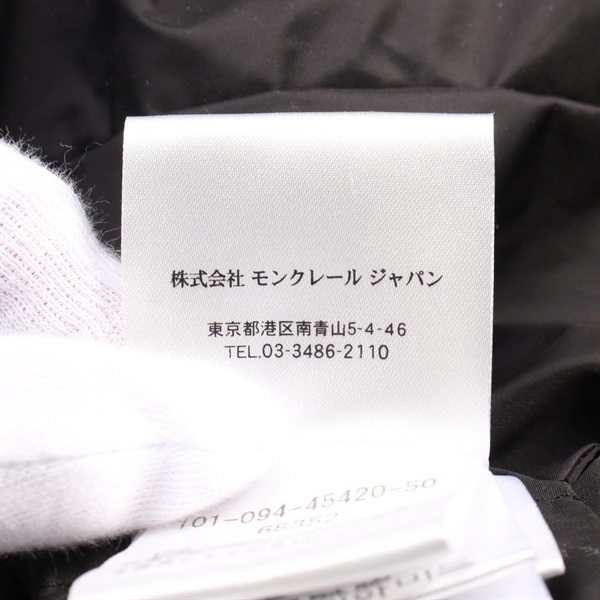 株式会社 モンクレール ジャパン
東京都港区南青山5-4-46
TEL.03-3486-2110
101-094-45420-50
68352